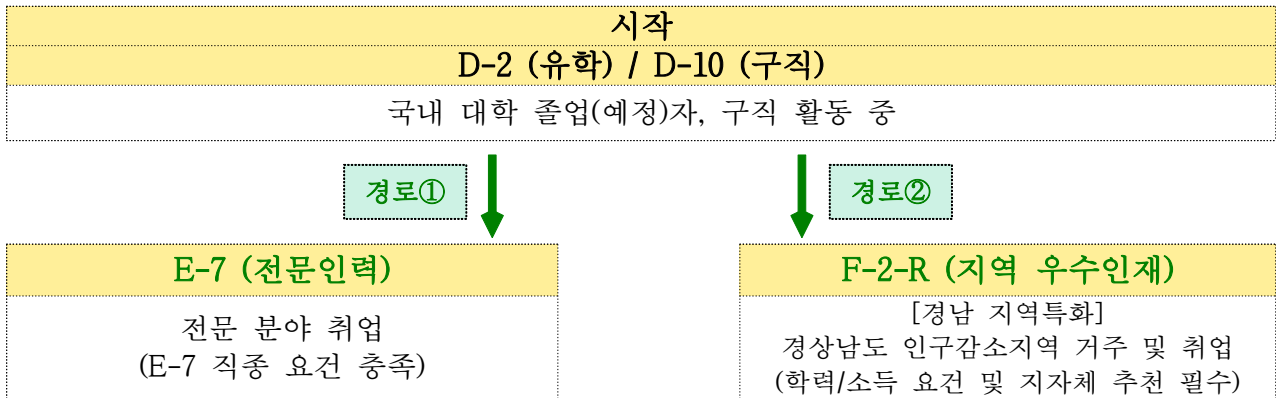 시작
D-2 (유학) / D-10 (구직)
국내 대학 졸업(예정)자, 구직 활동 중
경로①
경로②
E-7 (전문인력)
전문 분야 취업
(E-7 직종 요건 충족)
F-2-R (지역 우수인재)
[경남 지역특화]
경상남도 인구감소지역 거주 및 취업
(학력/소득 요건 및 지자체 추천 필수)